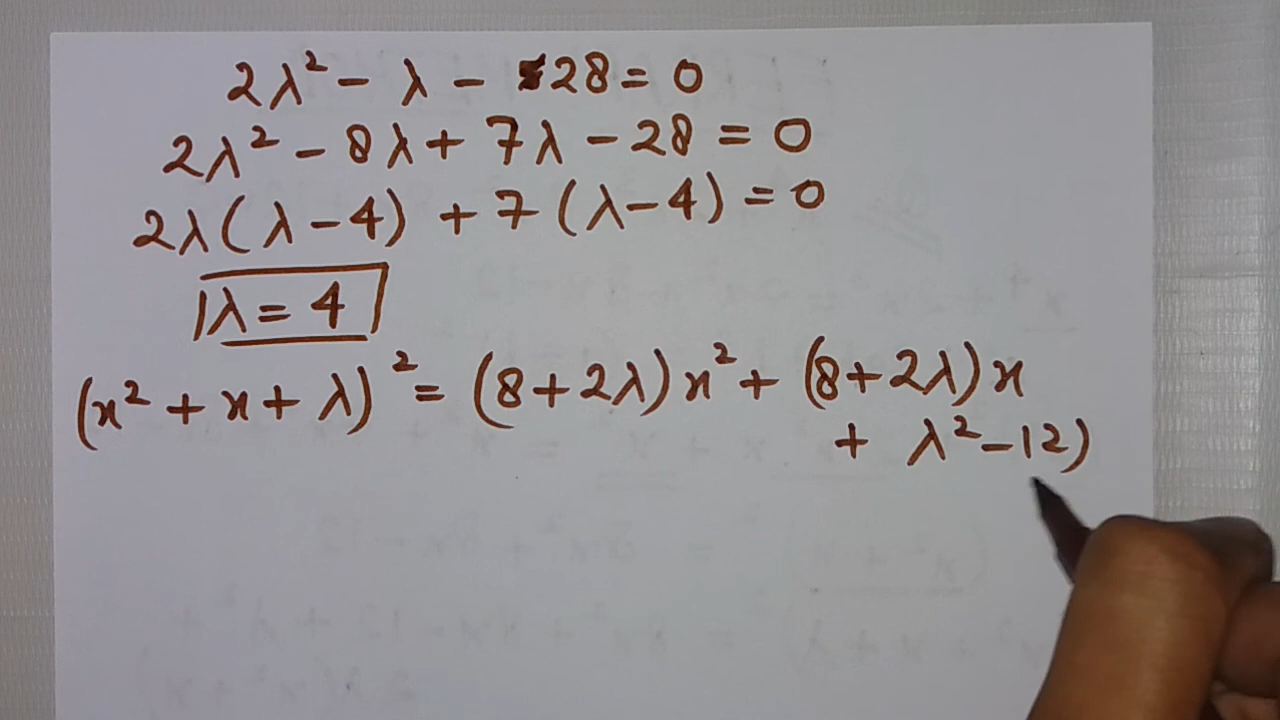 2λ² - λ - 28 = 0
2λ² - 8λ + 7λ - 28 = 0
2λ(λ-4) + 7(λ-4) = 0
λ = 4
(x² + x + λ)² = (8+2λ)x² + (8+2λ)x
+ λ² - 12)